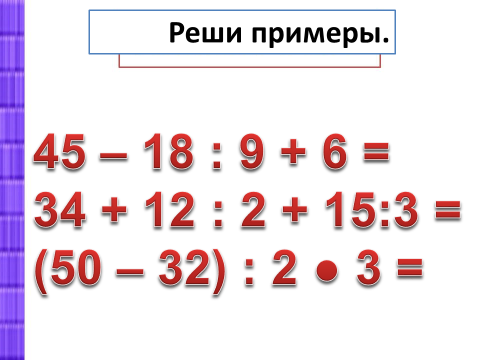 Реши примеры.
45 – 18 : 9 + 6 =
34 + 12 : 2 + 15:3 =
(50 – 32) : 2 • 3 =